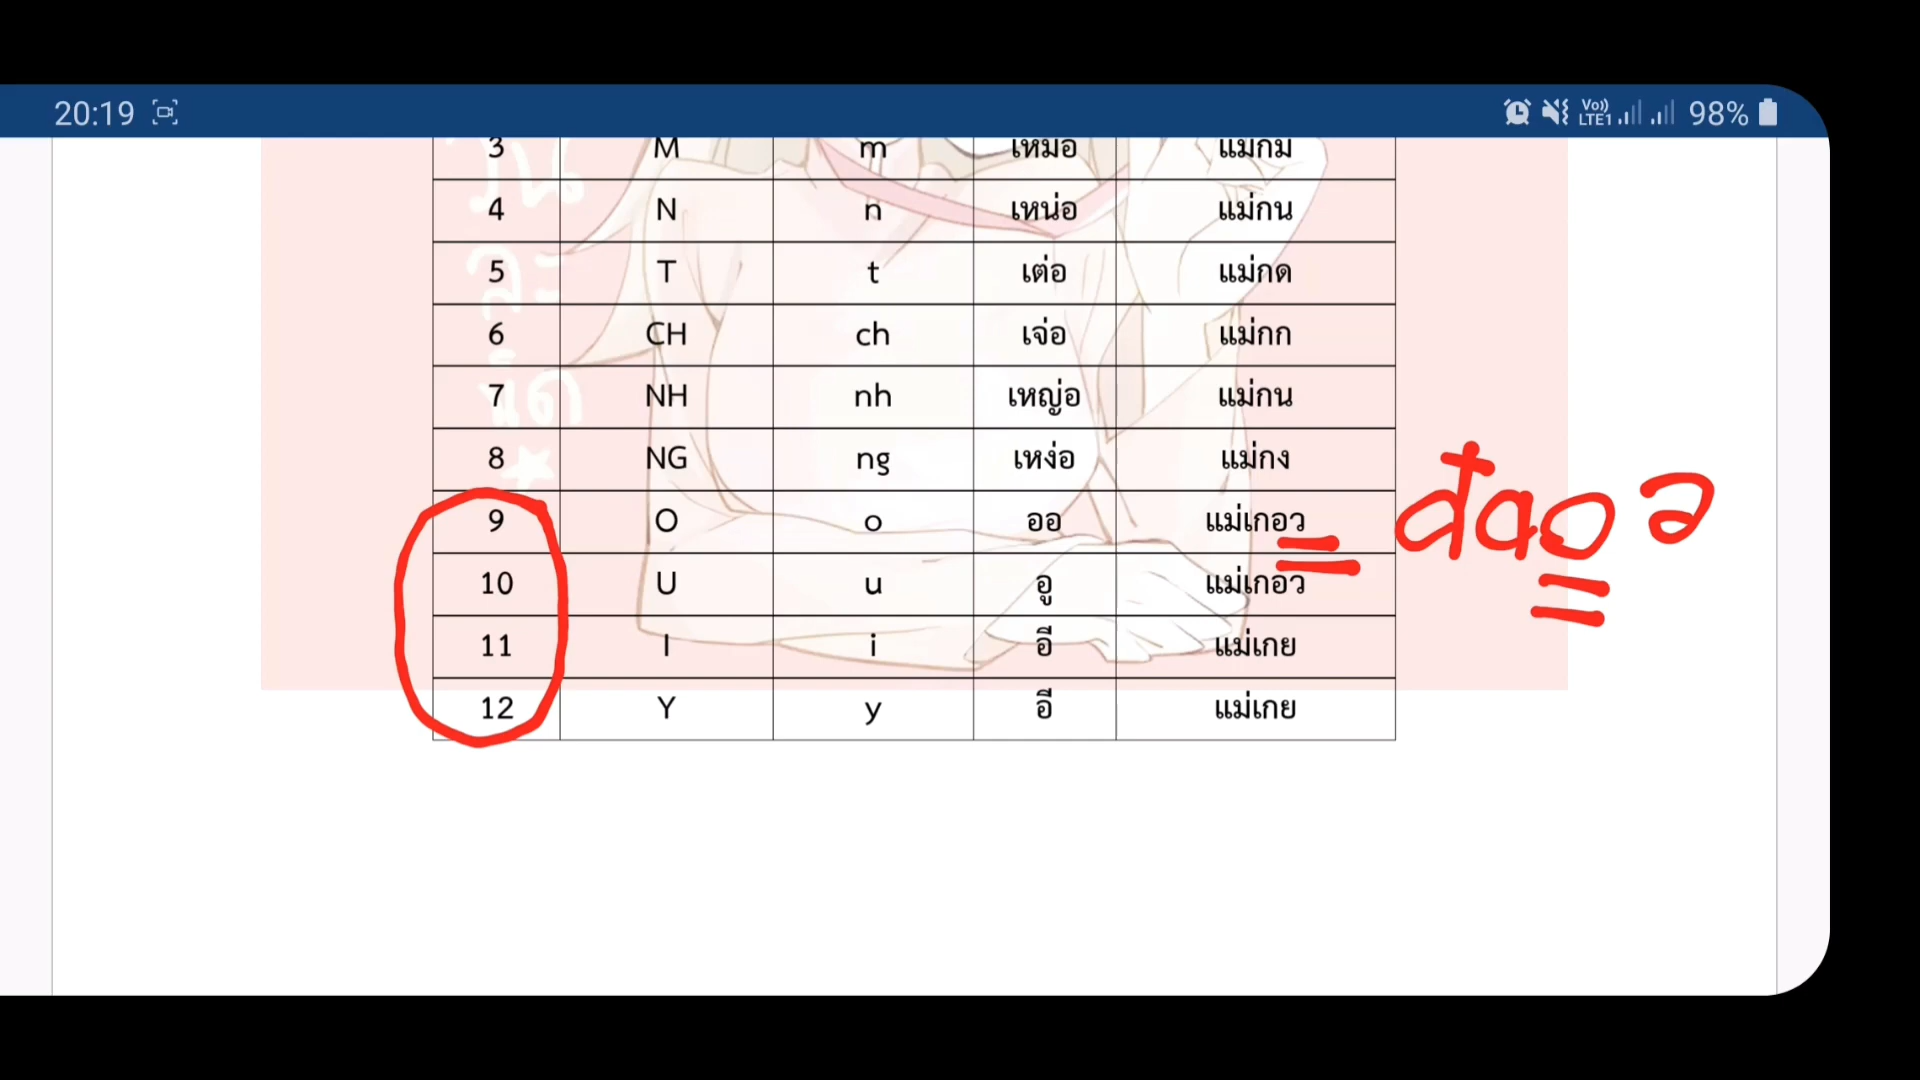 20:19 Vo)) LTE1 98%
3 M m เหม่อ แม่กม
4 N n เหน่อ แม่กน
5 T t เต่อ แม่กด
6 CH ch เจ่อ แม่กก
7 NH nh เหญ่อ แม่กน
8 NG ng เหง่อ แม่กง
9 O o ออ แม่เกอว = đao ว
10 U u อู แม่เกอว
11 I i อี แม่เกย
12 Y y อี แม่เกย